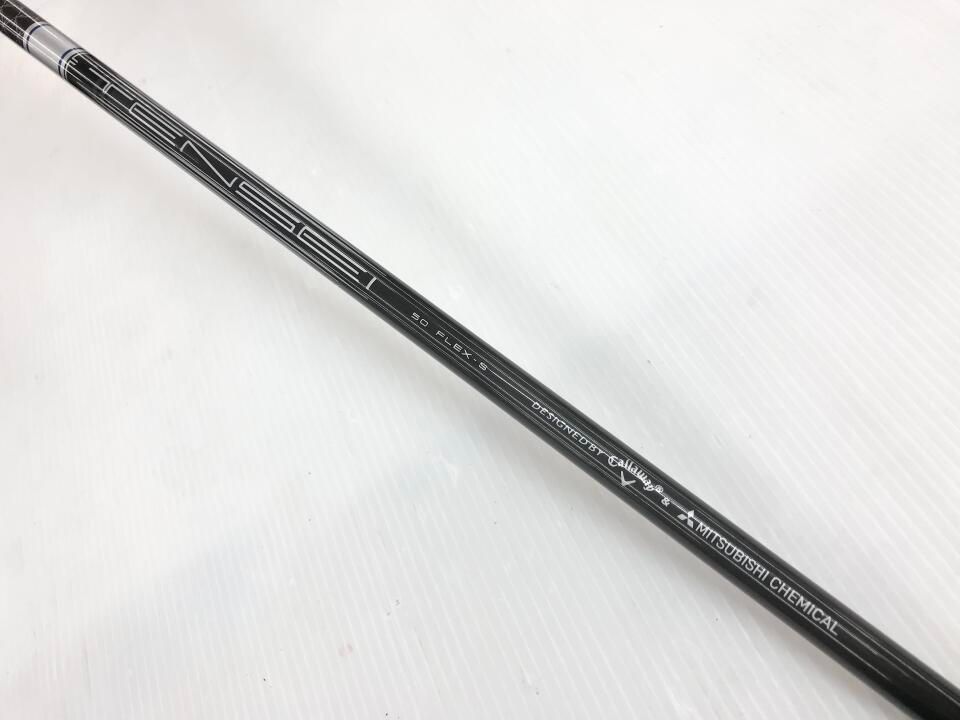 TENSEI
50 FLEX-S
DESIGNED BY Callaway® & MITSUBISHI CHEMICAL